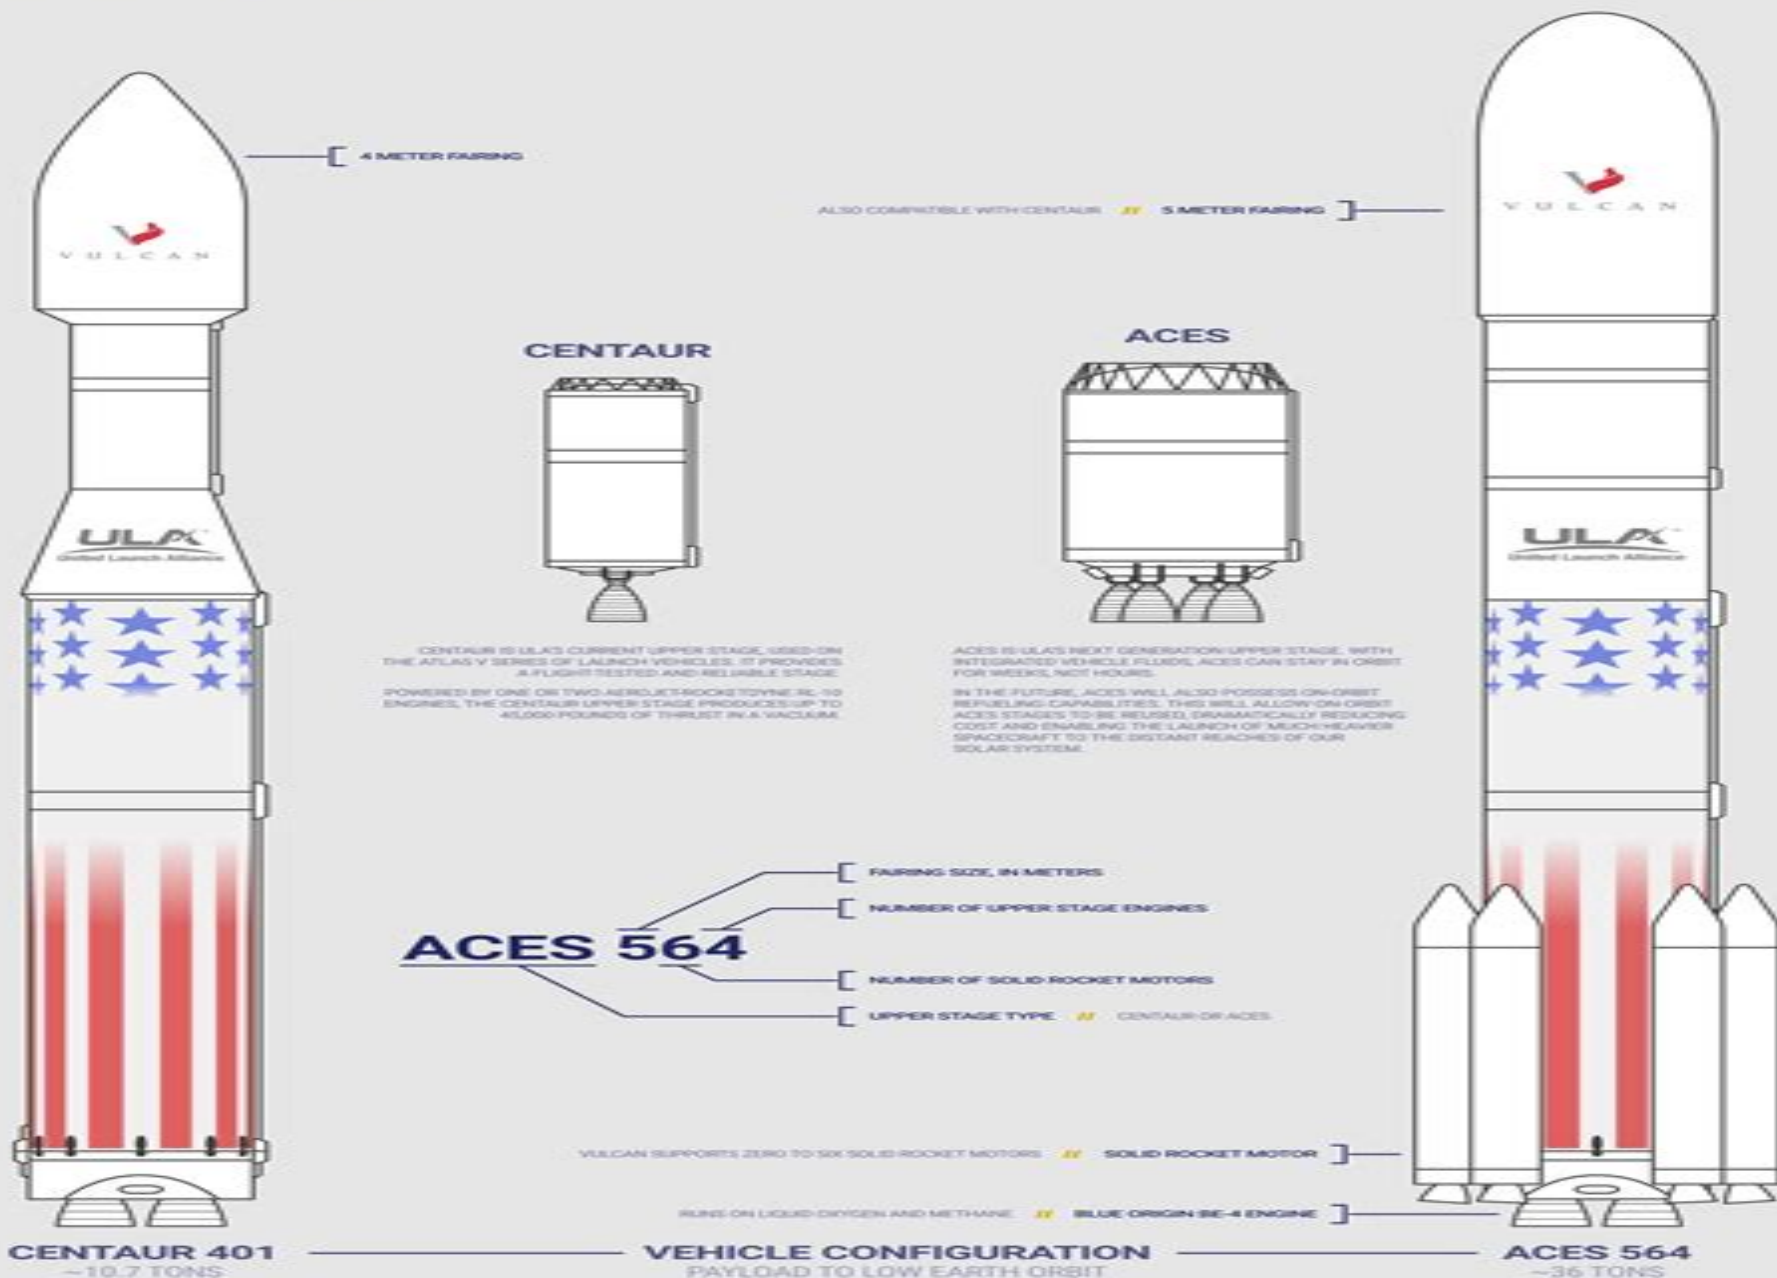 4 METER FAIRING
VULCAN
ALSO COMPATIBLE WITH CENTAUR // 5 METER FAIRING
VULCAN
CENTAUR
ACES
ULA
United Launch Alliance
ULA
United Launch Alliance
CENTAUR IS ULA'S CURRENT UPPER STAGE, USED ON
THE ATLAS V SERIES OF LAUNCH VEHICLES. IT PROVIDES
A FLIGHT-TESTED AND RELIABLE STAGE.
POWERED BY ONE OR TWO AEROJET-ROCKETDYNE RL-10
ENGINES, THE CENTAUR UPPER STAGE PRODUCES UP TO
45,000 POUNDS OF THRUST IN A VACUUM.
ACES IS ULA'S NEXT GENERATION UPPER STAGE. WITH
INTEGRATED VEHICLE FLUIDS, ACES CAN STAY IN ORBIT
FOR WEEKS, NOT HOURS.
IN THE FUTURE, ACES WILL ALSO POSSESS ON-ORBIT
REFUELING CAPABILITIES. THIS WILL ALLOW ON-ORBIT
ACES STAGES TO BE REUSED, DRAMATICALLY REDUCING
COST AND ENABLING THE LAUNCH OF MUCH HEAVIER
SPACECRAFT TO THE DISTANT REACHES OF OUR
SOLAR SYSTEM.
FAIRING SIZE, IN METERS
NUMBER OF UPPER STAGE ENGINES
ACES 564
NUMBER OF SOLID ROCKET MOTORS
UPPER STAGE TYPE // CENTAUR OR ACES
VULCAN SUPPORTS ZERO TO SIX SOLID ROCKET MOTORS // SOLID ROCKET MOTOR
RUNS ON LIQUID OXYGEN AND METHANE // BLUE ORIGIN BE-4 ENGINE
CENTAUR 401
~10.7 TONS
VEHICLE CONFIGURATION
PAYLOAD TO LOW EARTH ORBIT
ACES 564
~36 TONS